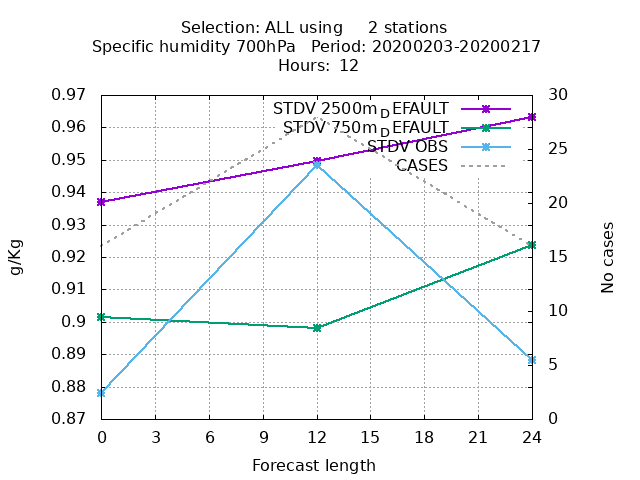 Selection: ALL using     2 stations
Specific humidity 700hPa   Period: 20200203-20200217
Hours:  12
STDV 2500m_DEFAULT
STDV 750m_DEFAULT
STDV OBS
CASES
0.97
0.96
0.95
0.94
0.93
0.92
0.91
0.9
0.89
0.88
0.87
30
25
20
15
10
5
0
g/Kg
No cases
0 3 6 9 12 15 18 21 24
Forecast length